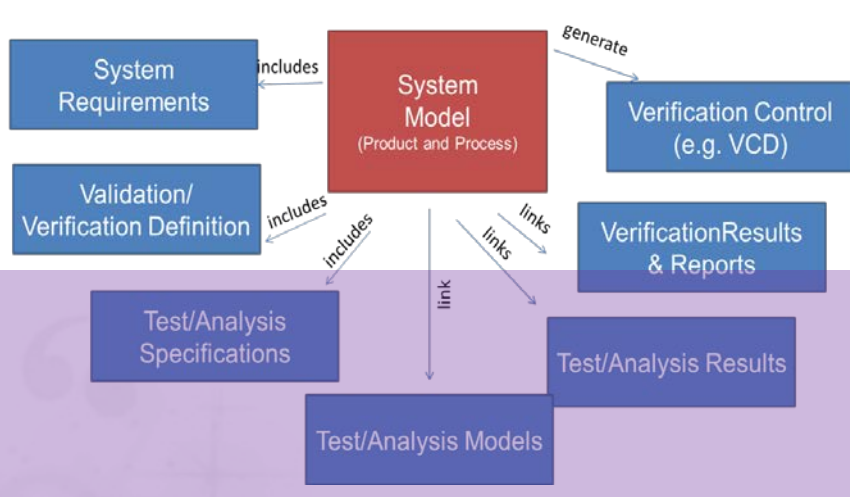 generate
System
Requirements
includes
System
Model
(Product and Process)
Verification Control
(e.g. VCD)
Validation/
Verification Definition
includes
includes
link
links
links
VerificationResults
& Reports
Test/Analysis
Specifications
Test/Analysis Results
Test/Analysis Models